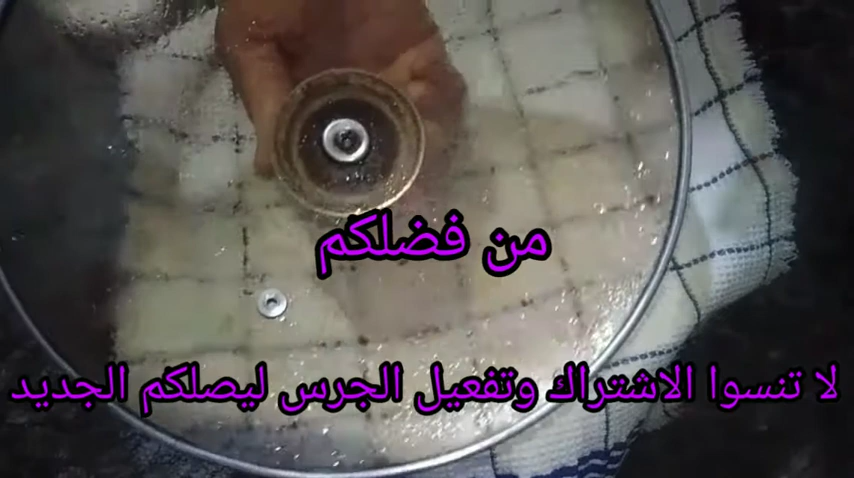 من فضلكم
لا تنسوا الاشتراك وتفعيل الجرس ليصلكم الجديد